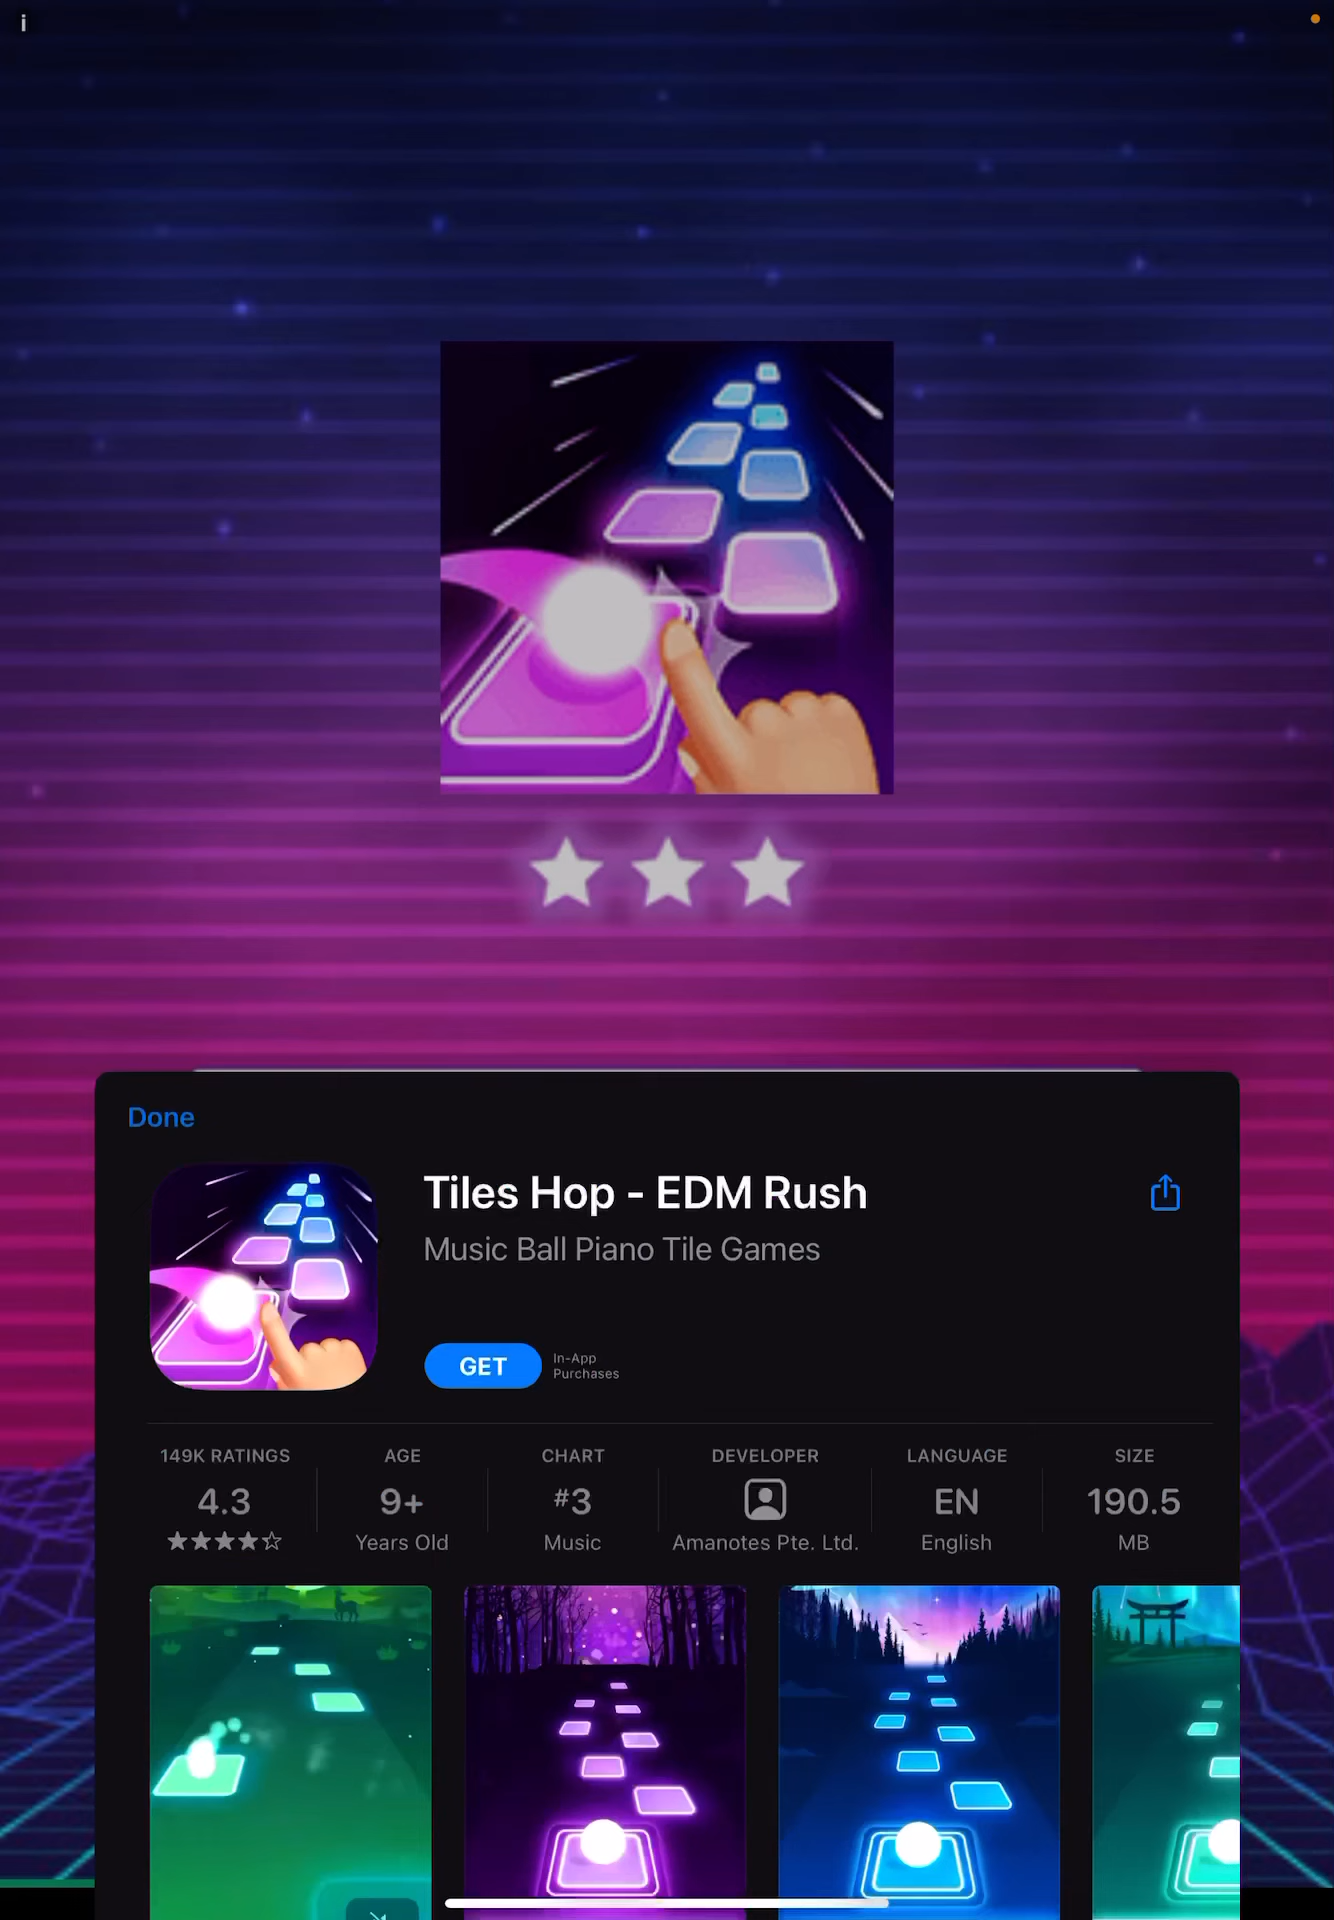 i
Done
Tiles Hop - EDM Rush
Music Ball Piano Tile Games
GET
In-App
Purchases
149K RATINGS
4.3
AGE
9+
Years Old
CHART
#3
Music
DEVELOPER
Amanotes Pte. Ltd.
LANGUAGE
EN
English
SIZE
190.5
MB